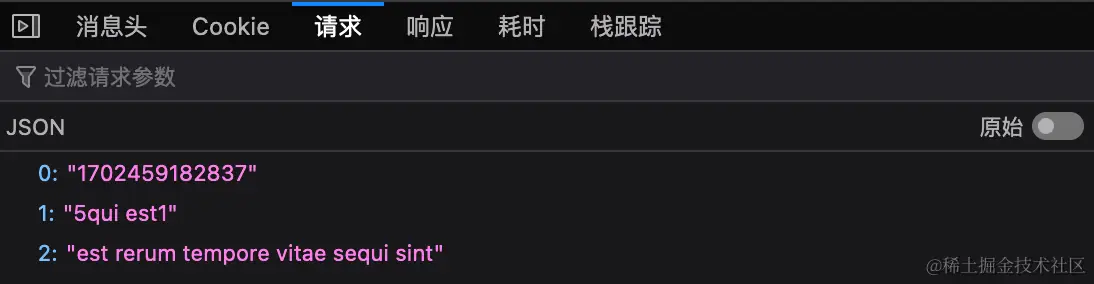 消息头 Cookie 请求 响应 耗时 栈跟踪
过滤请求参数
JSON 原始
0: "1702459182837"
1: "5qui est1"
2: "est rerum tempore vitae sequi sint"
@稀土掘金技术社区